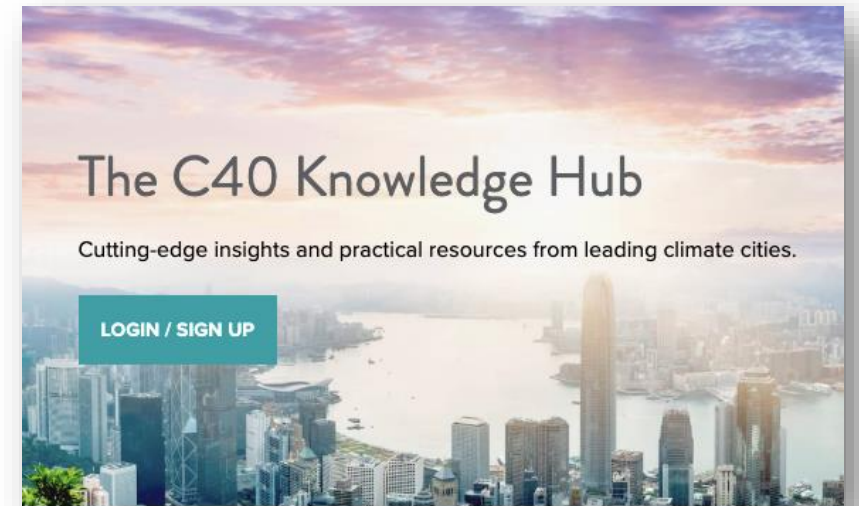 The C40 Knowledge Hub
Cutting-edge insights and practical resources from leading climate cities.
LOGIN / SIGN UP